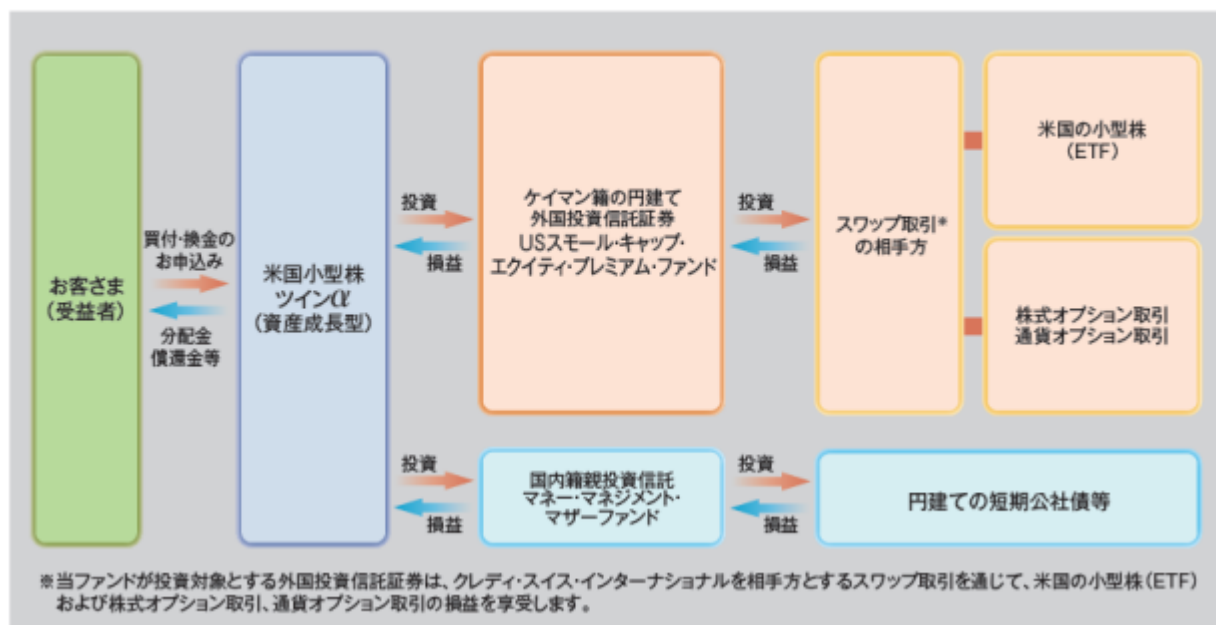 お客さま
(受益者)
買付・換金の
お申込み
分配金
償還金等
米国小型株
ツインα
(資産成長型)
投資
損益
ケイマン籍の円建て
外国投資信託証券
USスモール・キャップ・
エクイティ・プレミアム・ファンド
投資
損益
スワップ取引*
の相手方
米国の小型株
(ETF)
株式オプション取引
通貨オプション取引
投資
損益
国内籍親投資信託
マネー・マネジメント・
マザーファンド
投資
損益
円建ての短期公社債等
※当ファンドが投資対象とする外国投資信託証券は、クレディ・スイス・インターナショナルを相手方とするスワップ取引を通じて、米国の小型株(ETF)
および株式オプション取引、通貨オプション取引の損益を享受します。